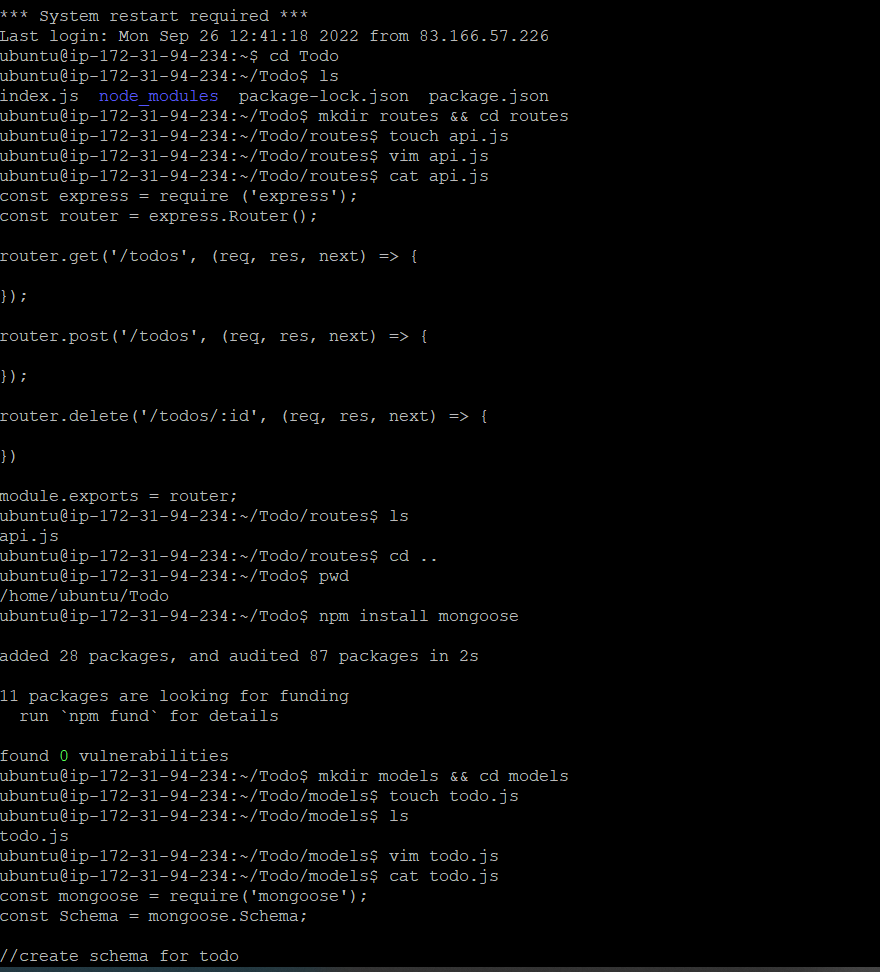 *** System restart required ***
Last login: Mon Sep 26 12:41:18 2022 from 83.166.57.226
ubuntu@ip-172-31-94-234:~$ cd Todo
ubuntu@ip-172-31-94-234:~/Todo$ ls
index.js  node_modules  package-lock.json  package.json
ubuntu@ip-172-31-94-234:~/Todo$ mkdir routes && cd routes
ubuntu@ip-172-31-94-234:~/Todo/routes$ touch api.js
ubuntu@ip-172-31-94-234:~/Todo/routes$ vim api.js
ubuntu@ip-172-31-94-234:~/Todo/routes$ cat api.js
const express = require ('express');
const router = express.Router();

router.get('/todos', (req, res, next) => {

});

router.post('/todos', (req, res, next) => {

});

router.delete('/todos/:id', (req, res, next) => {

})

module.exports = router;
ubuntu@ip-172-31-94-234:~/Todo/routes$ ls
api.js
ubuntu@ip-172-31-94-234:~/Todo/routes$ cd ..
ubuntu@ip-172-31-94-234:~/Todo$ pwd
/home/ubuntu/Todo
ubuntu@ip-172-31-94-234:~/Todo$ npm install mongoose

added 28 packages, and audited 87 packages in 2s

11 packages are looking for funding
  run `npm fund` for details

found 0 vulnerabilities
ubuntu@ip-172-31-94-234:~/Todo$ mkdir models && cd models
ubuntu@ip-172-31-94-234:~/Todo/models$ touch todo.js
ubuntu@ip-172-31-94-234:~/Todo/models$ ls
todo.js
ubuntu@ip-172-31-94-234:~/Todo/models$ vim todo.js
ubuntu@ip-172-31-94-234:~/Todo/models$ cat todo.js
const mongoose = require('mongoose');
const Schema = mongoose.Schema;

//create schema for todo